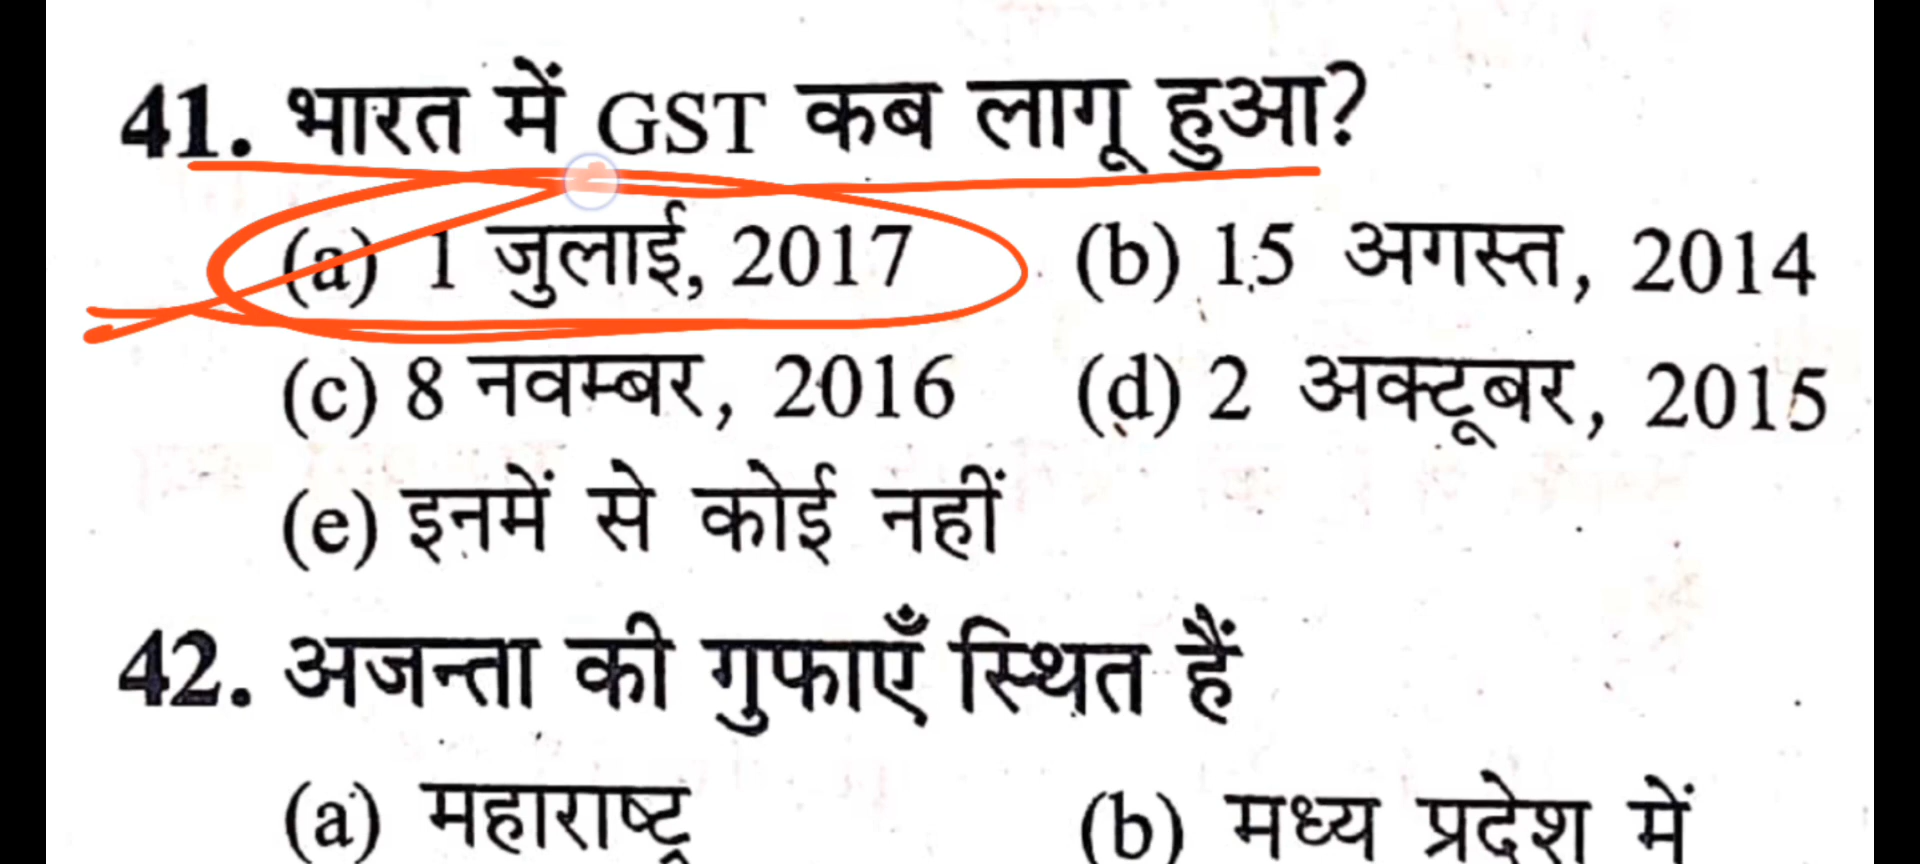 41. भारत में GST कब लागू हुआ?
(a) 1 जुलाई, 2017 (b) 15 अगस्त, 2014
(c) 8 नवम्बर, 2016 (d) 2 अक्टूबर, 2015
(e) इनमें से कोई नहीं
42. अजन्ता की गुफाएँ स्थित हैं
(a) महाराष्ट्र (b) मध्य प्रदेश में